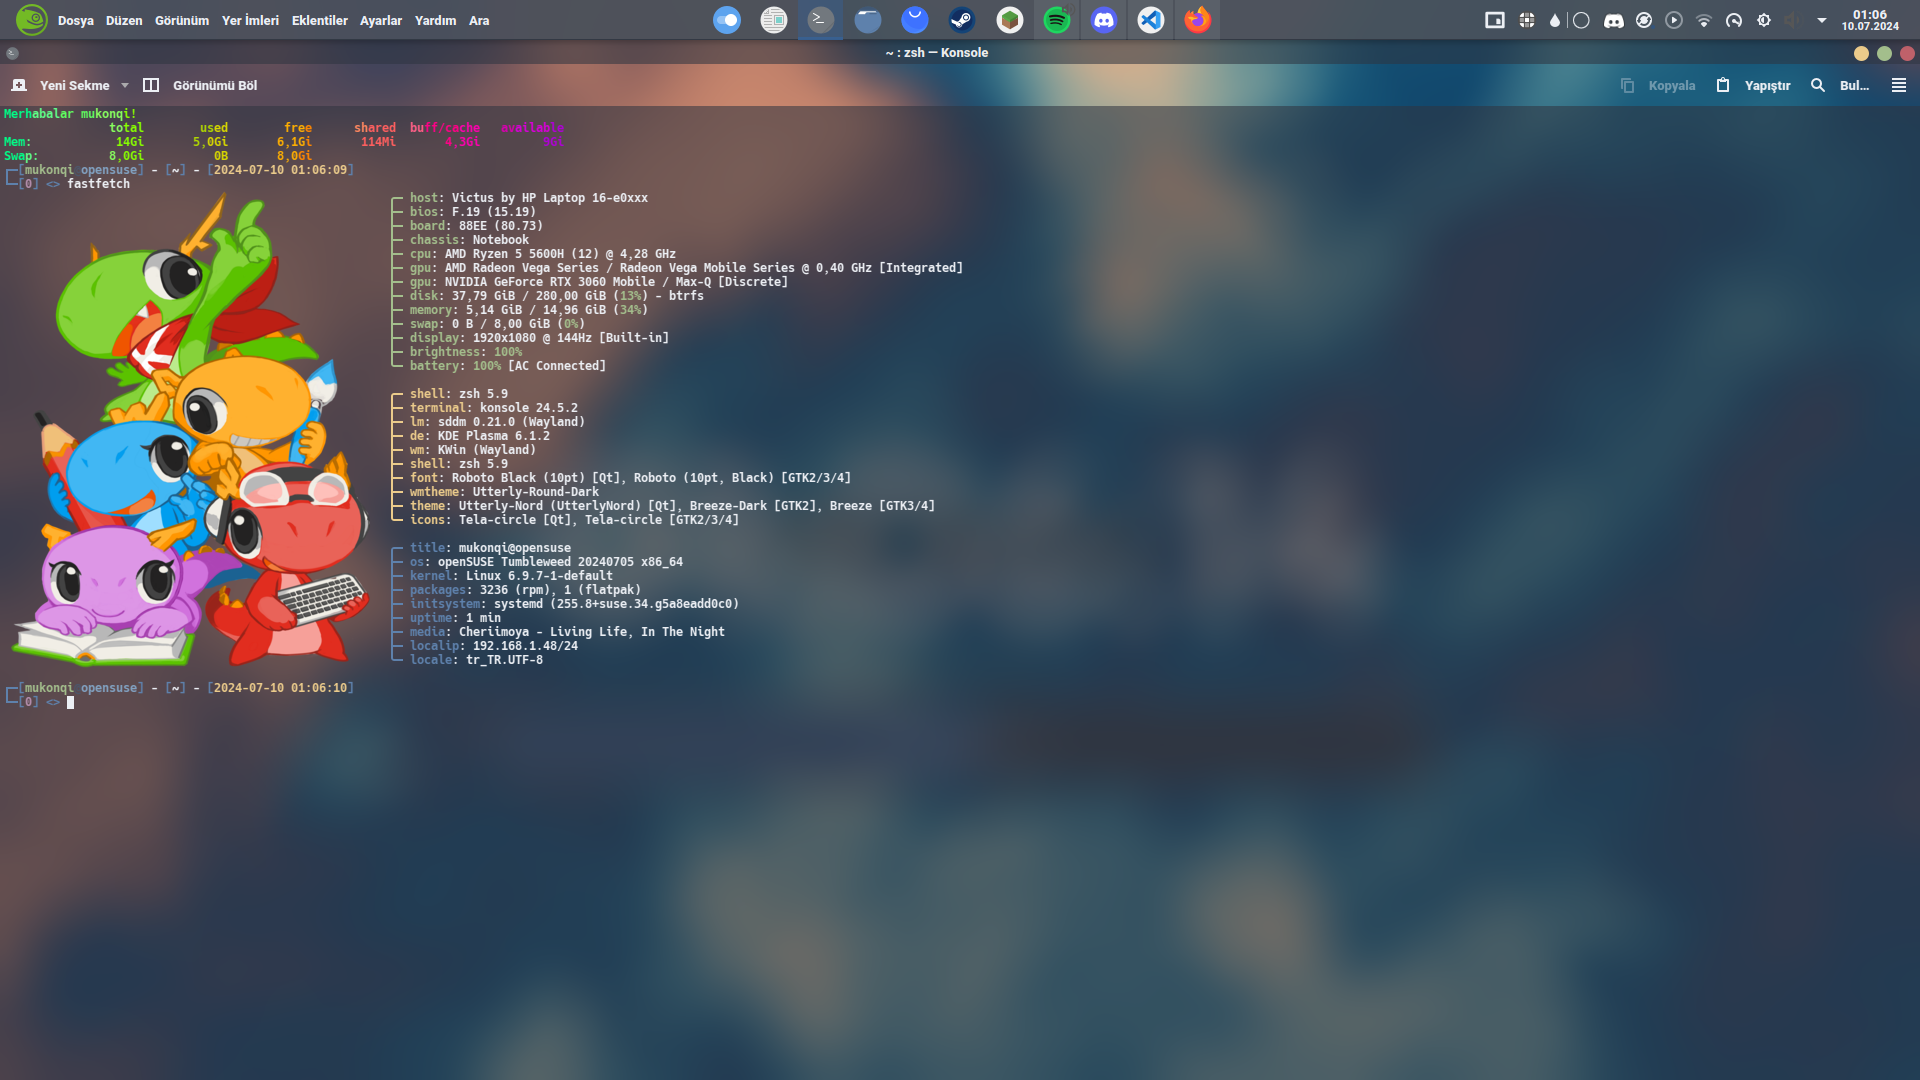 Dosya Düzen Görünüm Yer İmleri Eklentiler Ayarlar Yardım Ara
01:06
10.07.2024
~ : zsh — Konsole
Yeni Sekme Görünümü Böl Kopyala Yapıştır Bul...
Merhabalar mukonqi!
total used free shared buff/cache available
Mem: 14Gi 5,0Gi 6,1Gi 114Mi 4,3Gi
Swap: 8,0Gi 0B 8,0Gi
[mukonqi opensuse] - [~] - [2024-07-10 01:06:09]
[0] <> fastfetch
host: Victus by HP Laptop 16-e0xxx
bios: F.19 (15.19)
board: 88EE (80.73)
chassis: Notebook
cpu: AMD Ryzen 5 5600H (12) @ 4,28 GHz
gpu: AMD Radeon Vega Series / Radeon Vega Mobile Series @ 0,40 GHz [Integrated]
gpu: NVIDIA GeForce RTX 3060 Mobile / Max-Q [Discrete]
disk: 37,79 GiB / 280,00 GiB (13%) - btrfs
memory: 5,14 GiB / 14,96 GiB (34%)
swap: 0 B / 8,00 GiB (0%)
display: 1920x1080 @ 144Hz [Built-in]
brightness: 100%
battery: 100% [AC Connected]
shell: zsh 5.9
terminal: konsole 24.5.2
lm: sddm 0.21.0 (Wayland)
de: KDE Plasma 6.1.2
wm: KWin (Wayland)
shell: zsh 5.9
font: Roboto Black (10pt) [Qt], Roboto (10pt, Black) [GTK2/3/4]
wmtheme: Utterly-Round-Dark
theme: Utterly-Nord (UtterlyNord) [Qt], Breeze-Dark [GTK2], Breeze [GTK3/4]
icons: Tela-circle [Qt], Tela-circle [GTK2/3/4]
title: mukonqi@opensuse
os: openSUSE Tumbleweed 20240705 x86_64
kernel: Linux 6.9.7-1-default
packages: 3236 (rpm), 1 (flatpak)
initsystem: systemd (255.8+suse.34.g5a8eadd0c0)
uptime: 1 min
media: Cheriimoya - Living Life, In The Night
localip: 192.168.1.48/24
locale: tr_TR.UTF-8
[mukonqi opensuse] - [~] - [2024-07-10 01:06:10]
[0] <>